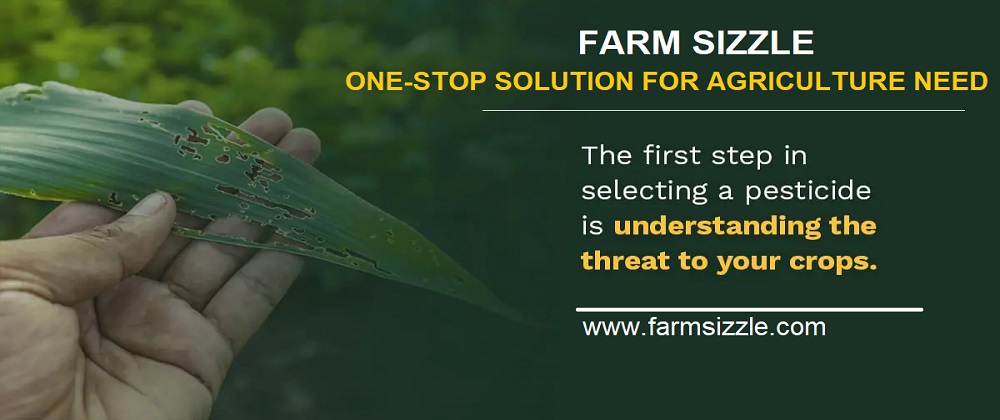 FARM SIZZLE
ONE-STOP SOLUTION FOR AGRICULTURE NEED
The first step in
selecting a pesticide
is understanding the
threat to your crops.
www.farmsizzle.com